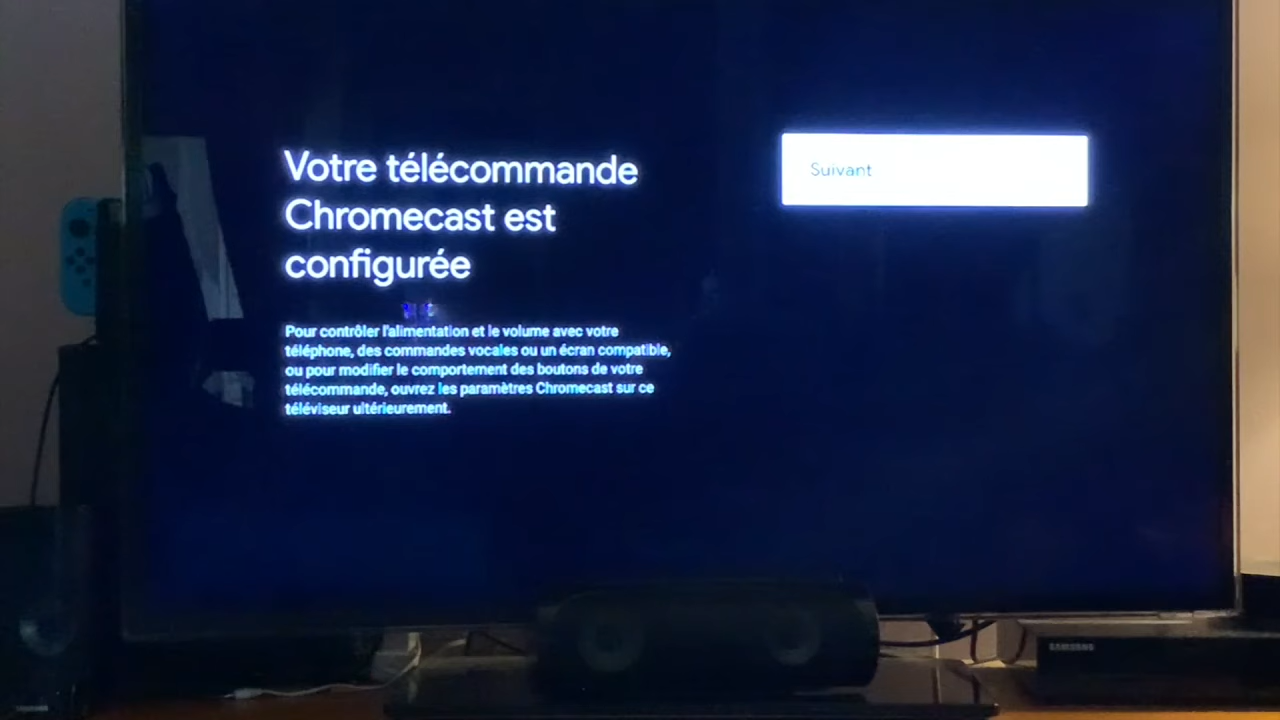 Votre télécommande
Chromecast est
configurée
Pour contrôler l'alimentation et le volume avec votre
téléphone, des commandes vocales ou un écran compatible,
ou pour modifier le comportement des boutons de votre
télécommande, ouvrez les paramètres Chromecast sur ce
téléviseur ultérieurement.
Suivant
SAMSUNG